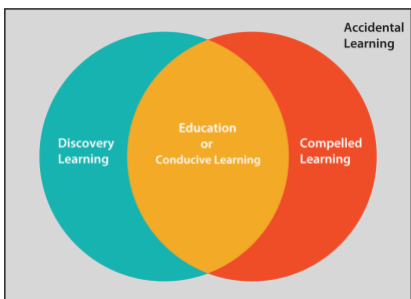 Accidental
Learning
Discovery
Learning
Education
or
Conducive Learning
Compelled
Learning